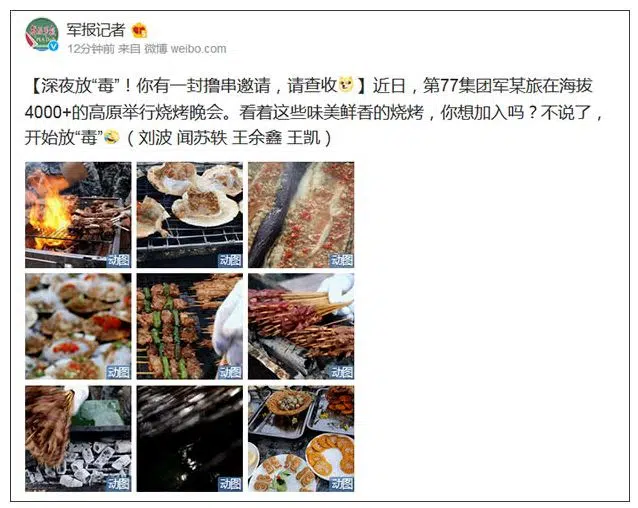 军报记者
12分钟前 来自 微博 weibo.com
【深夜放“毒”！你有一封撸串邀请，请查收】近日，第77集团军某旅在海拔
4000+的高原举行烧烤晚会。看着这些味美鲜香的烧烤，你想加入吗？不说了，
开始放“毒”（刘波 闻苏轶 王余鑫 王凯）
动图
动图
动图
动图
动图
动图
动图
动图
动图